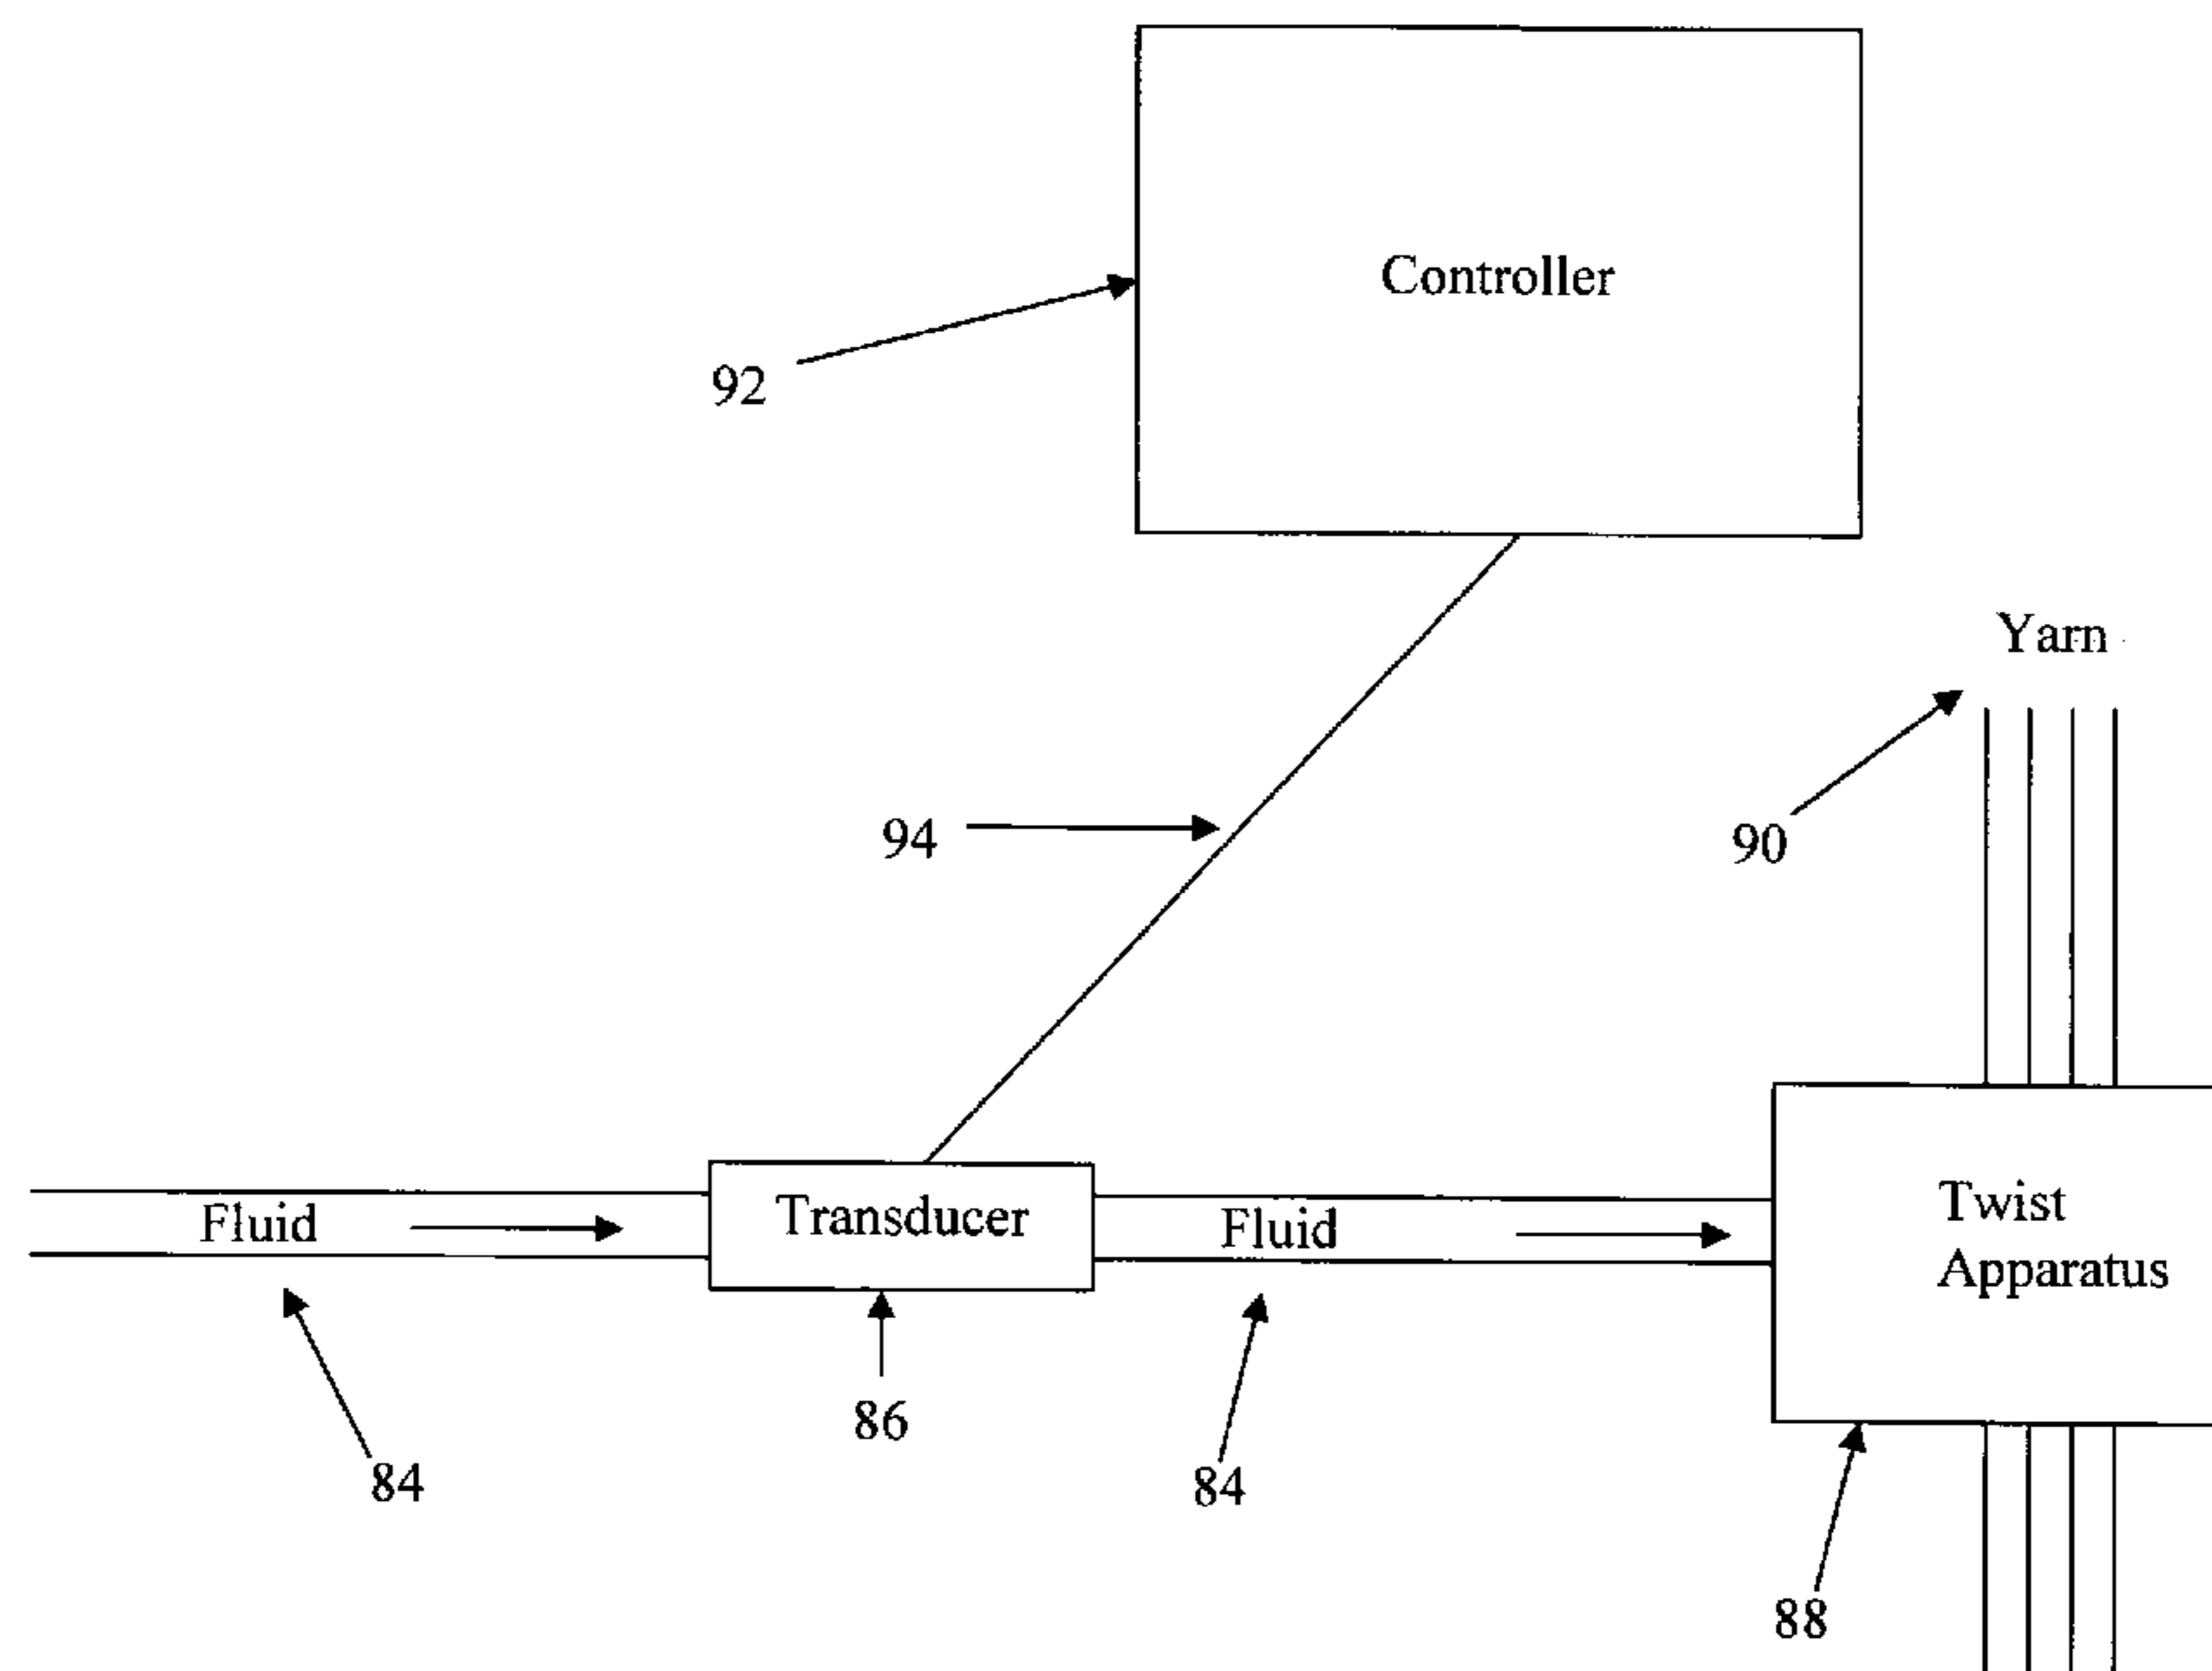 Controller
92
Yarn
94
90
Fluid
Transducer
Fluid
Twist
Apparatus
86
84
84
88